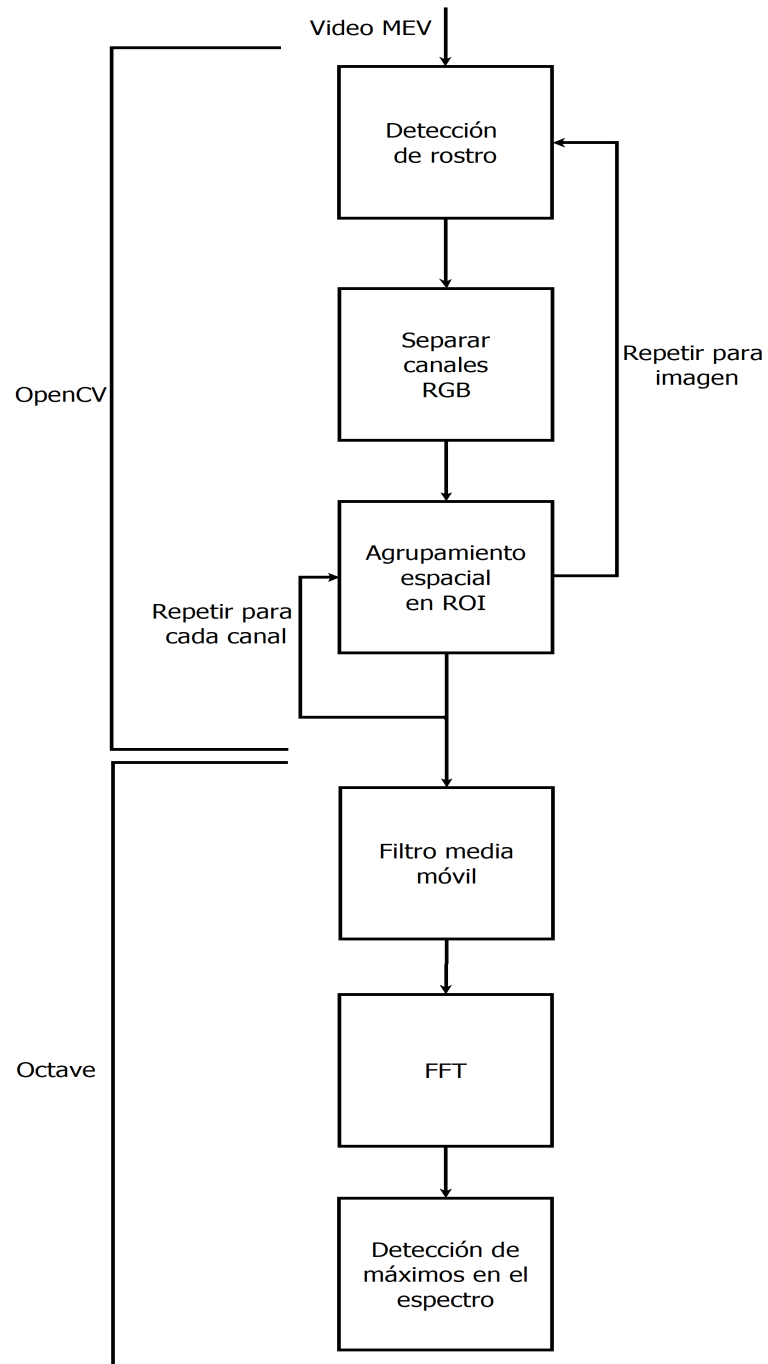 Video MEV
Detección
de rostro
Separar
canales
RGB
Repetir para
imagen
OpenCV
Agrupamiento
espacial
en ROI
Repetir para
cada canal
Filtro media
móvil
Octave
FFT
Detección de
máximos en el
espectro